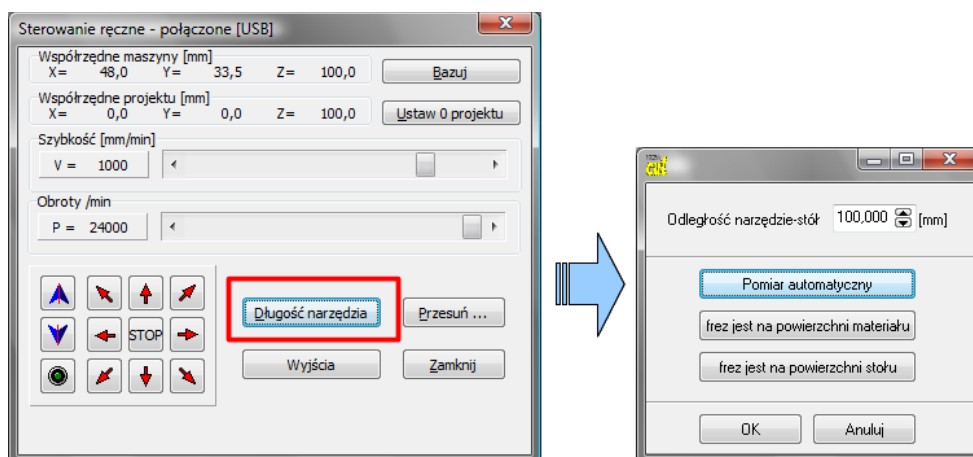 Sterowanie ręczne - połączone [USB]
Współrzędne maszyny [mm]
X= 48,0 Y= 33,5 Z= 100,0
Bazuj
Współrzędne projektu [mm]
X= 0,0 Y= 0,0 Z= 100,0
Ustaw 0 projektu
Szybkość [mm/min]
V = 1000
Obroty /min
P = 24000
STOP
Długość narzędzia
Przesuń ...
Wyjścia
Zamknij
Odległość narzędzie-stół 100,000 [mm]
Pomiar automatyczny
frez jest na powierzchni materiału
frez jest na powierzchni stołu
OK Anuluj